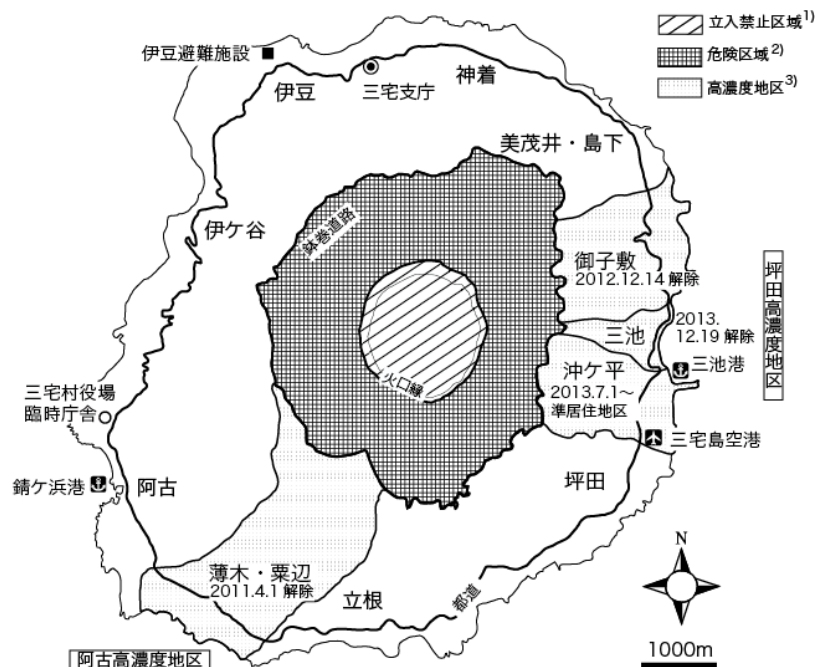 立入禁止区域1)
危険区域2)
高濃度地区3)
伊豆避難施設
三宅支庁
伊豆
神着
美茂井・島下
伊ケ谷
鉢巻道路
御子敷
2012.12.14 解除
坪田高濃度地区
三池
2013.
12.19 解除
三池港
火口縁
沖ケ平
2013.7.1〜
準居住地区
三宅村役場
臨時庁舎
三宅島空港
錆ケ浜港
阿古
坪田
薄木・粟辺
2011.4.1 解除
立根
都道
N
阿古高濃度地区
1000m